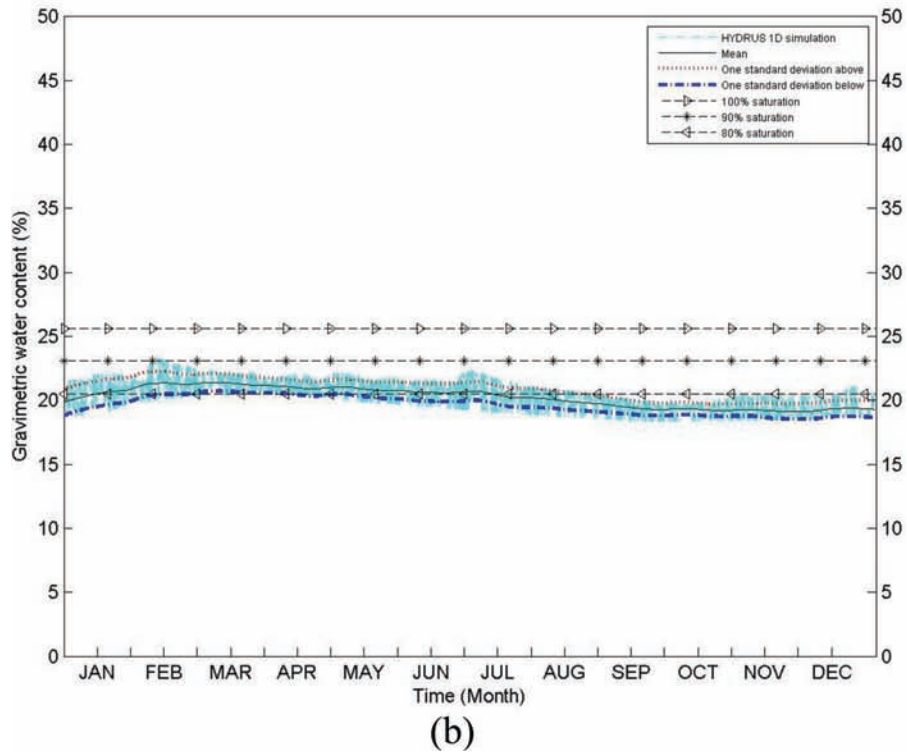 50
45
40
35
30
25
20
15
10
5
0
Gravimetric water content (%)
HYDRUS 1D simulation
Mean
One standard deviation above
One standard deviation below
100% saturation
90% saturation
80% saturation
50
45
40
35
30
25
20
15
10
5
0
JAN FEB MAR APR MAY JUN JUL AUG SEP OCT NOV DEC
Time (Month)
(b)